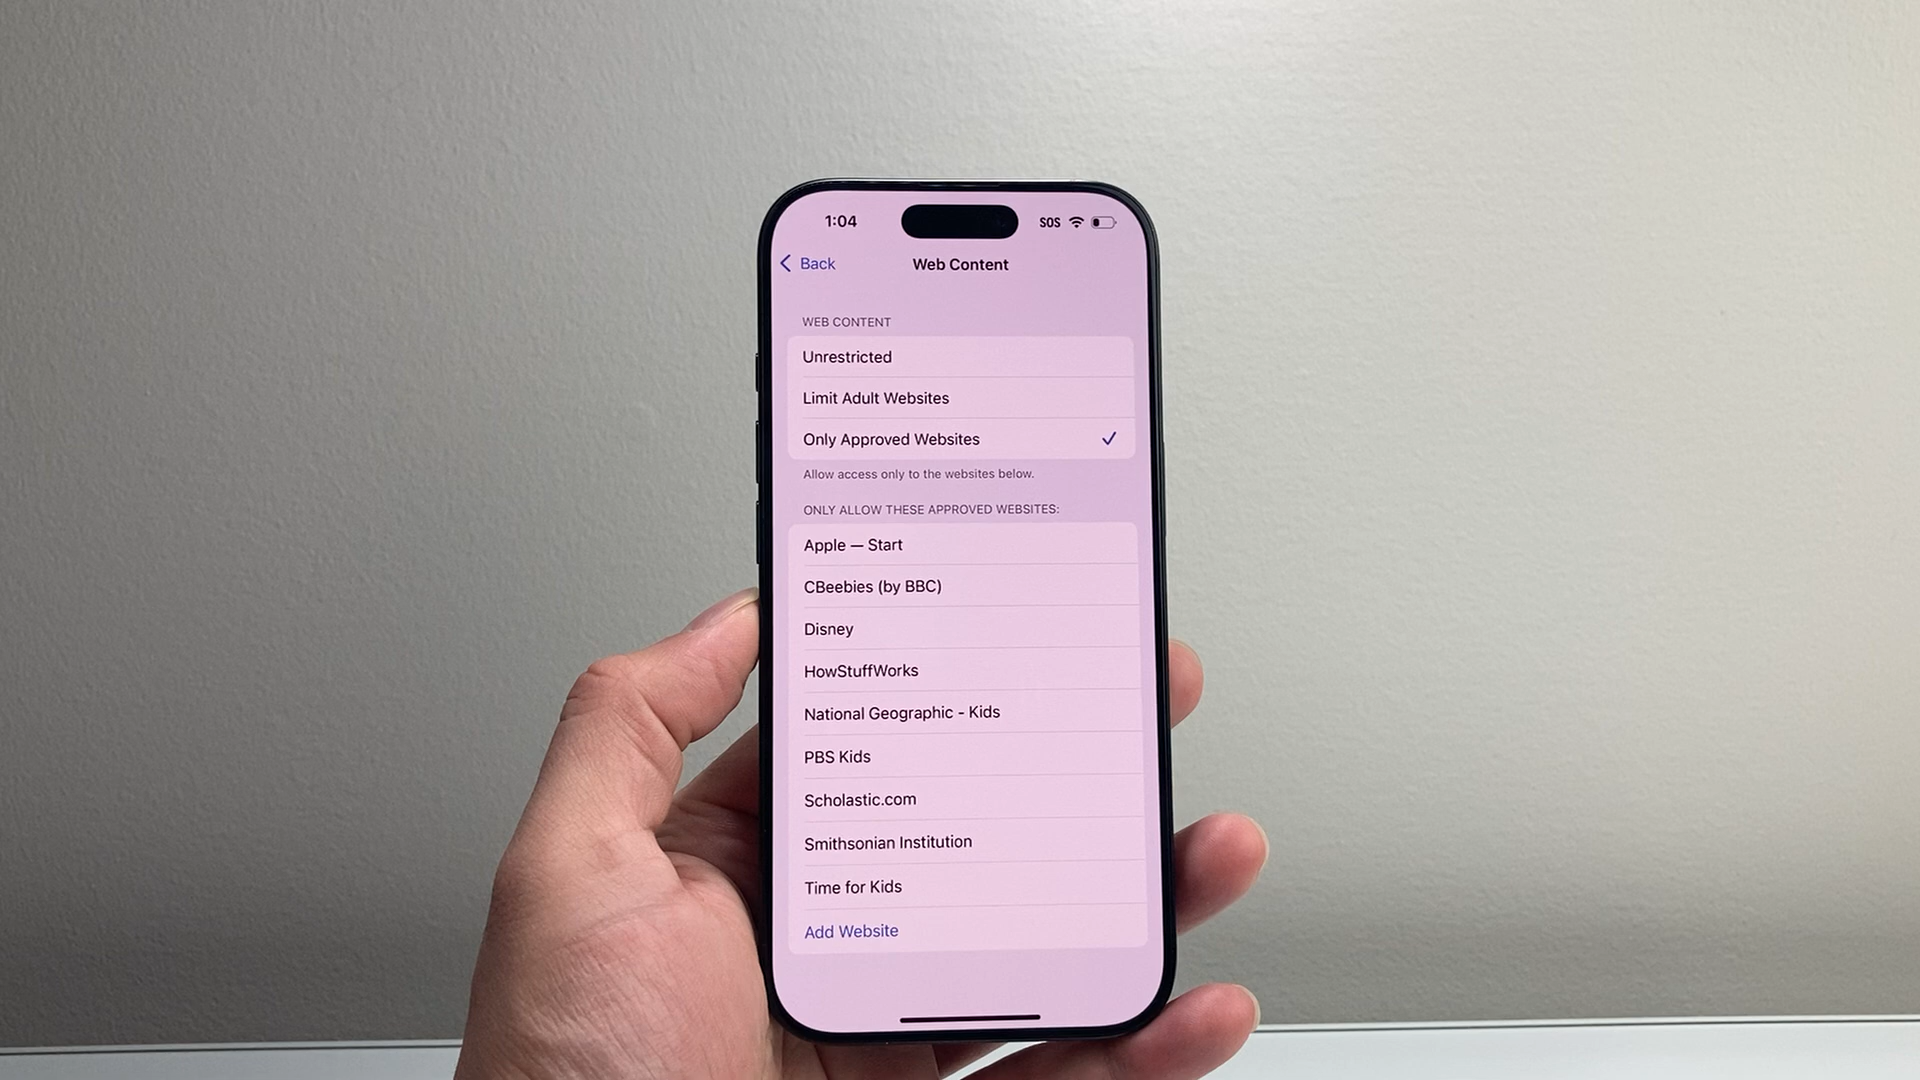 1:04
SOS
Back
Web Content
WEB CONTENT
Unrestricted
Limit Adult Websites
Only Approved Websites
Allow access only to the websites below.
ONLY ALLOW THESE APPROVED WEBSITES:
Apple — Start
CBeebies (by BBC)
Disney
HowStuffWorks
National Geographic - Kids
PBS Kids
Scholastic.com
Smithsonian Institution
Time for Kids
Add Website